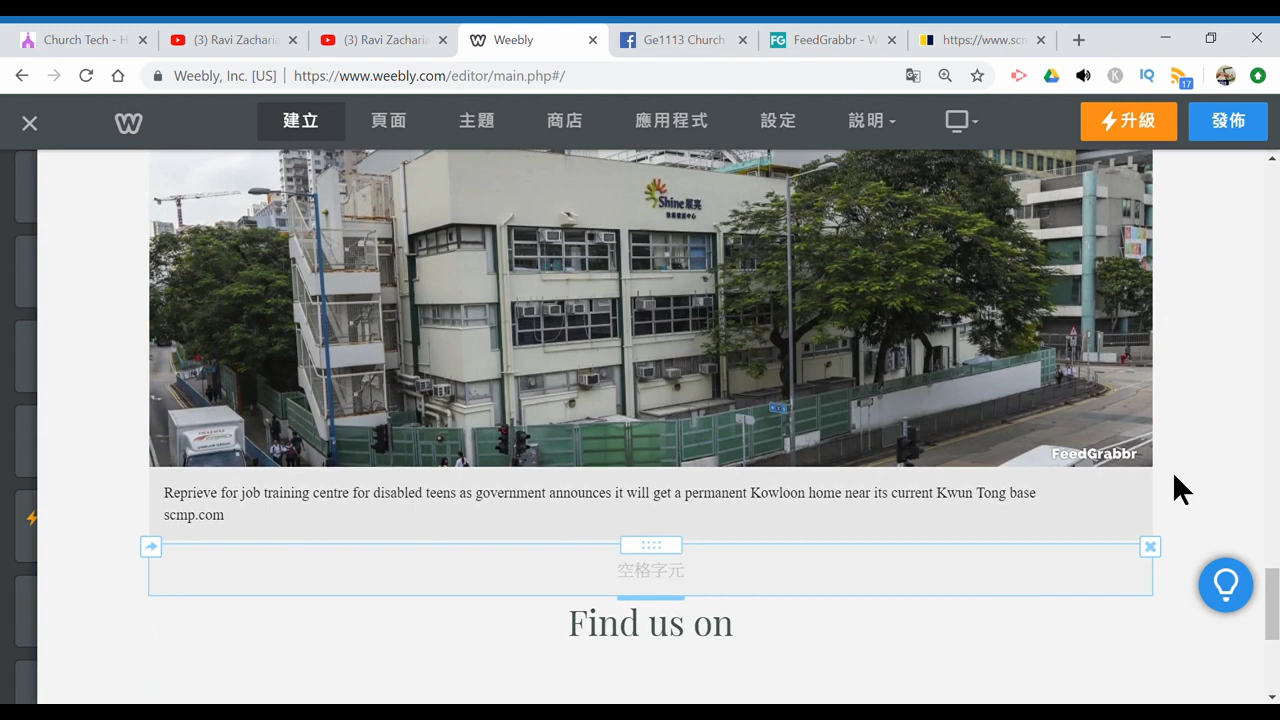 Church Tech - H
(3) Ravi Zacharia
(3) Ravi Zacharia
Weebly
Ge1113 Church
FeedGrabbr - W
https://www.scm
Weebly, Inc. [US]
https://www.weebly.com/editor/main.php#/
17
建立
頁面
主題
商店
應用程式
設定
説明
升級
發佈
Shine 展亮
FeedGrabbr
Reprieve for job training centre for disabled teens as government announces it will get a permanent Kowloon home near its current Kwun Tong base
scmp.com
空格字元
Find us on